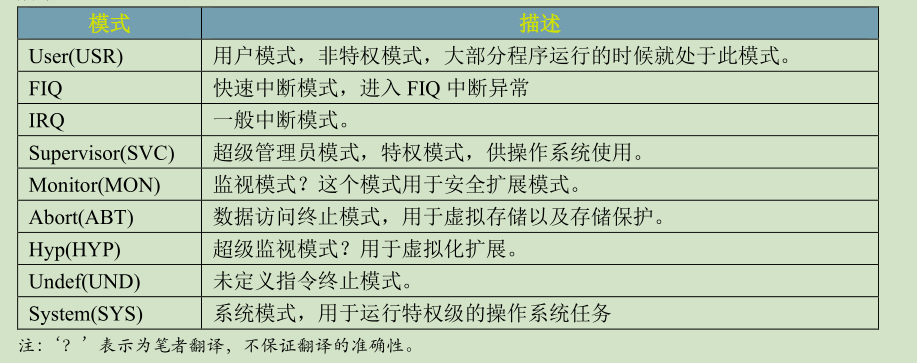 模式 描述
User(USR) 用户模式，非特权模式，大部分程序运行的时候就处于此模式。
FIQ 快速中断模式，进入 FIQ 中断异常
IRQ 一般中断模式。
Supervisor(SVC) 超级管理员模式，特权模式，供操作系统使用。
Monitor(MON) 监视模式？这个模式用于安全扩展模式。
Abort(ABT) 数据访问终止模式，用于虚拟存储以及存储保护。
Hyp(HYP) 超级监视模式？用于虚拟化扩展。
Undef(UND) 未定义指令终止模式。
System(SYS) 系统模式，用于运行特权级的操作系统任务
注：‘？’表示为笔者翻译，不保证翻译的准确性。